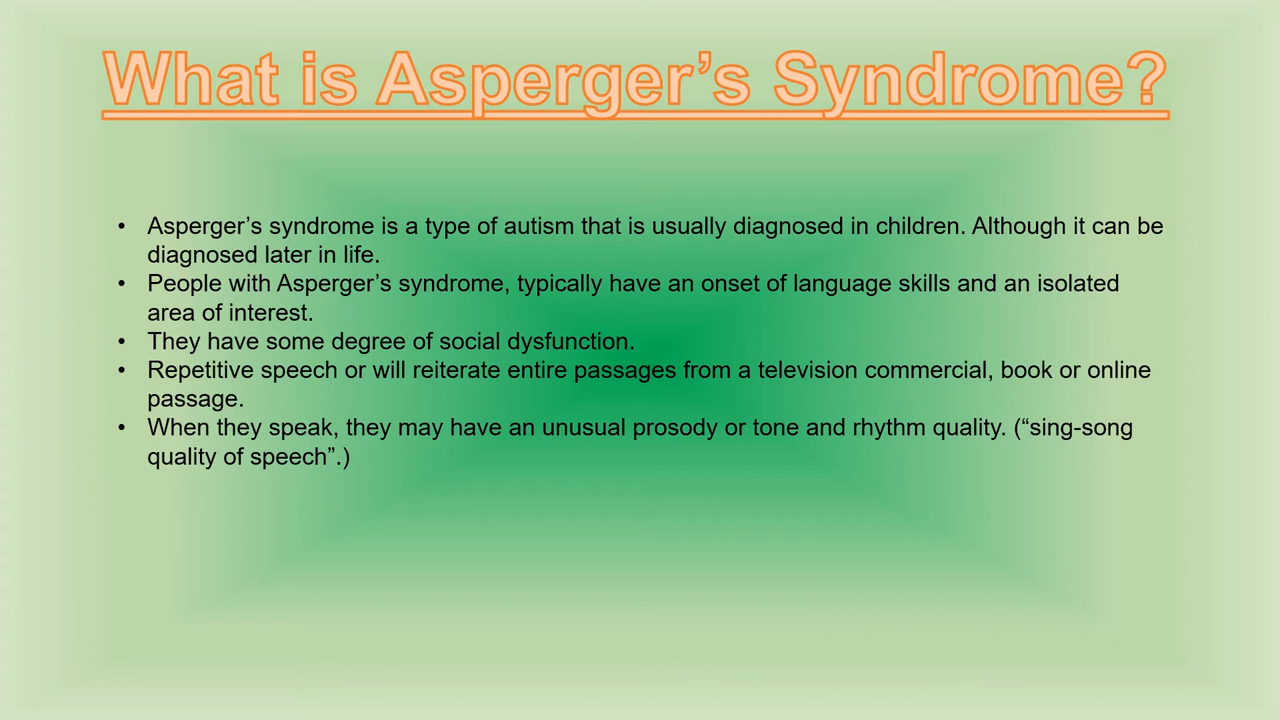 What is Asperger’s Syndrome?
• Asperger’s syndrome is a type of autism that is usually diagnosed in children. Although it can be
diagnosed later in life.
• People with Asperger’s syndrome, typically have an onset of language skills and an isolated
area of interest.
• They have some degree of social dysfunction.
• Repetitive speech or will reiterate entire passages from a television commercial, book or online
passage.
• When they speak, they may have an unusual prosody or tone and rhythm quality. (“sing-song
quality of speech”.)